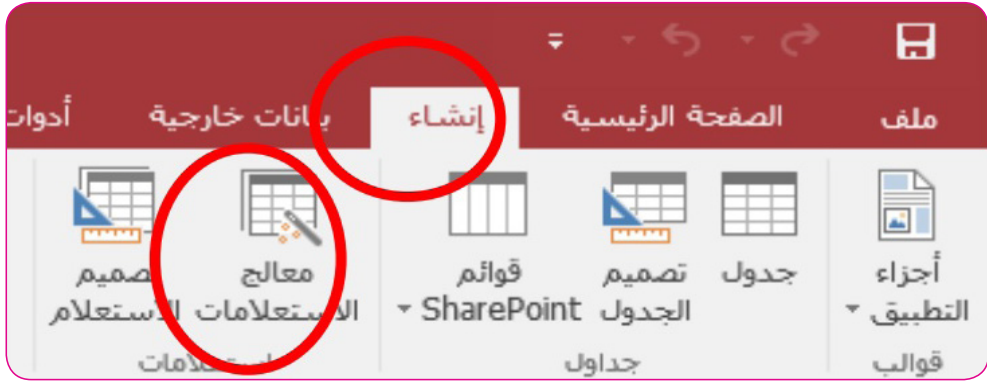 ملف الصفحة الرئيسية إنشاء بيانات خارجية أدوات
أجزاء
التطبيق
جدول
تصميم
الجدول
قوائم
SharePoint
معالج
الاستعلامات
تصميم
الاستعلام
قوالب
جداول